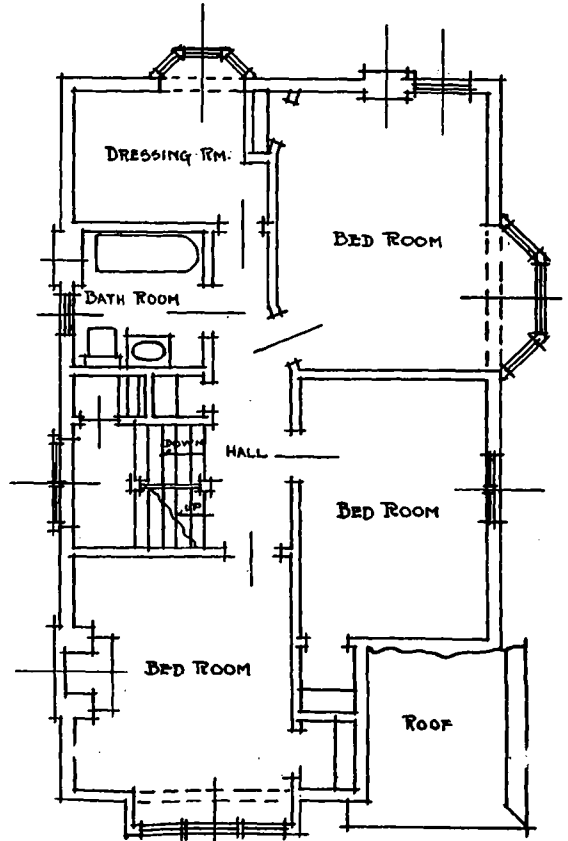 DRESSING RM.
BED ROOM
BATH ROOM
DOWN
HALL
UP
BED ROOM
BED ROOM
ROOF